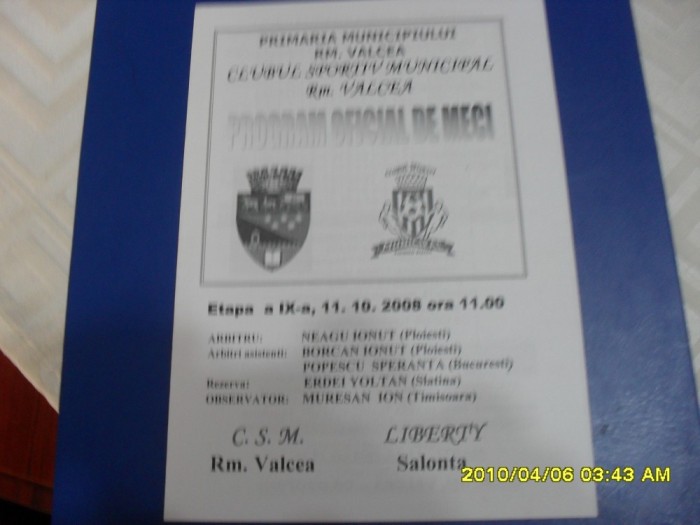 PRIMARIA MUNICIPIULUI
RM. VALCEA
CLUBUL SPORTIV MUNICIPAL
Rm. VALCEA
PROGRAM OFICIAL DE MECI
Etapa a IX-a, 11. 10. 2008 ora 11.00
ARBITRU: NEAGU IONUT (Ploiesti)
Arbitri asistenti: BORCAN IONUT (Ploiesti)
POPESCU SPERANTA (Bucuresti)
Rezerva: ERDEI VOLTAN (Slatina)
OBSERVATOR: MURESAN ION (Timisoara)
C. S. M. LIBERTY
Rm. Valcea Salonta
2010/04/06 03:43 AM